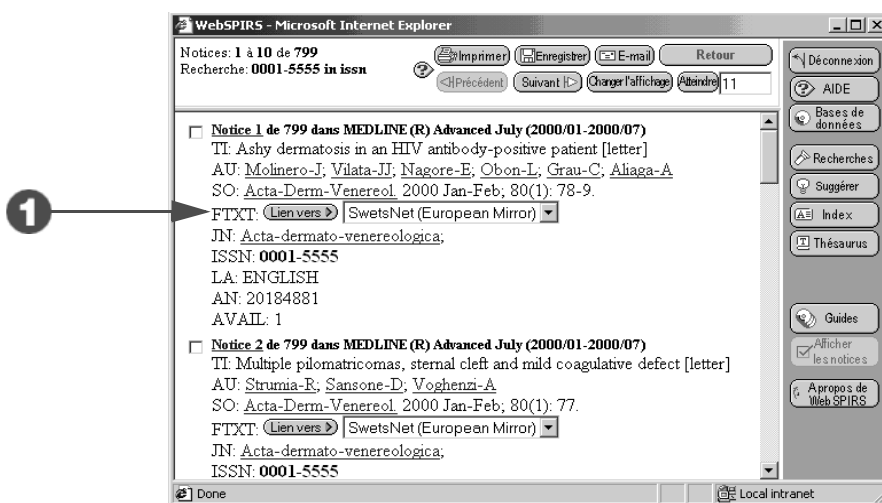 WebSPIRS - Microsoft Internet Explorer
Notices: 1 à 10 de 799
Recherche: 0001-5555 in issn
Imprimer Enregistrer E-mail Retour
Précédent Suivant Changer l'affichage Atteindre 11
Notice 1 de 799 dans MEDLINE (R) Advanced July (2000/01-2000/07)
TI: Ashy dermatosis in an HIV antibody-positive patient [letter]
AU: Molinero-J; Vilata-JJ; Nagore-E; Obon-L; Grau-C; Aliaga-A
SO: Acta-Derm-Venereol. 2000 Jan-Feb; 80(1): 78-9.
1
FTXT: Lien vers SwetsNet (European Mirror)
JN: Acta-dermato-venereologica;
ISSN: 0001-5555
LA: ENGLISH
AN: 20184881
AVAIL: 1
Notice 2 de 799 dans MEDLINE (R) Advanced July (2000/01-2000/07)
TI: Multiple pilomatricomas, sternal cleft and mild coagulative defect [letter]
AU: Strumia-R; Sansone-D; Voghenzi-A
SO: Acta-Derm-Venereol. 2000 Jan-Feb; 80(1): 77.
FTXT: Lien vers SwetsNet (European Mirror)
JN: Acta-dermato-venereologica;
ISSN: 0001-5555
Déconnexion
AIDE
Bases de
données
Recherches
Suggérer
Index
Thésaurus
Guides
Afficher
les notices
A propos de
WebSPIRS
Done Local intranet